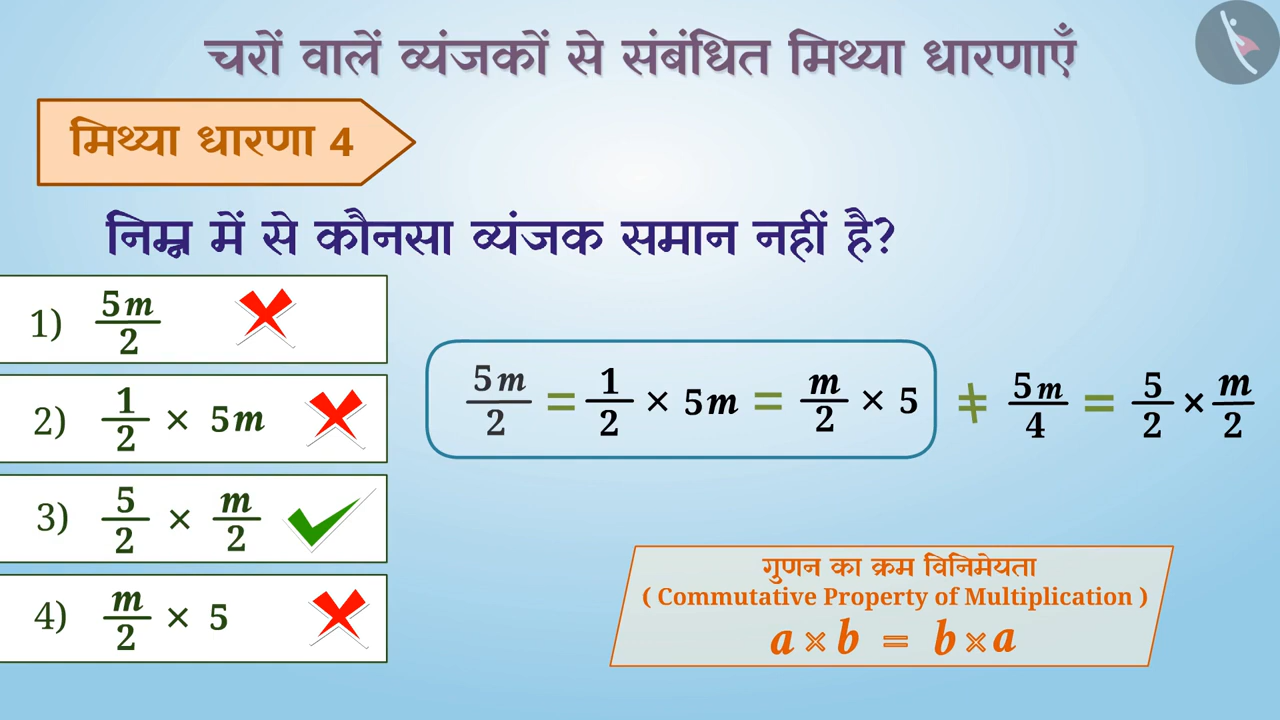 चरों वालें व्यंजकों से संबंधित मिथ्या धारणाएँ
मिथ्या धारणा 4
निम्न में से कौनसा व्यंजक समान नहीं है?
1) 5m/2
2) 1/2 × 5m
3) 5/2 × m/2
4) m/2 × 5
5m/2 = 1/2 × 5m = m/2 × 5 ≠ 5m/4 = 5/2 × m/2
गुणन का क्रम विनिमेयता
( Commutative Property of Multiplication )
a × b = b × a